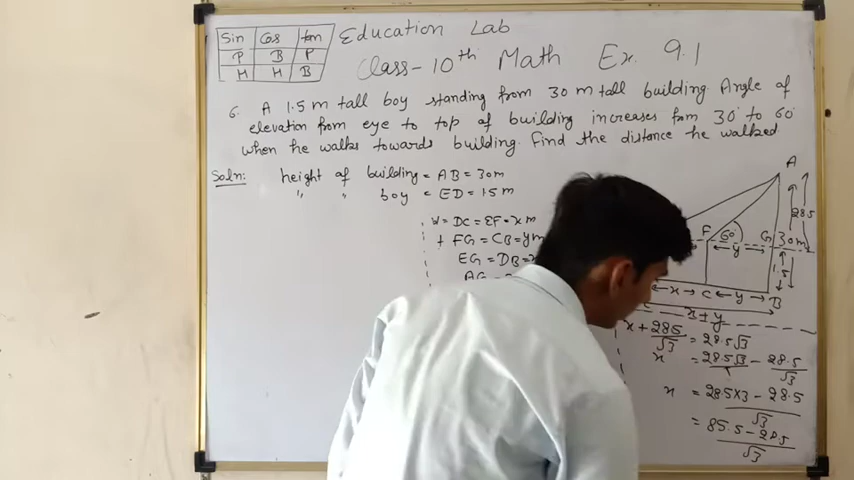 Sin Cos tan
P B P
H H B
Education Lab
Class-10th Math Ex. 9.1
6. A 1.5 m tall boy standing from 30 m tall building. Angle of
elevation from eye to top of building increases from 30° to 60°
when he walks towards building. Find the distance he walked.
Soln: height of building = AB = 30m
" " boy = ED = 1.5 m
DC = EF = x m
FG = CB = y m
EG = DB =
AG =
A
28.5
F 60° G 30m
y
1.5
x C y B
x + y
x + 28.5/√3 = 28.5√3
x = 28.5√3 - 28.5/√3
x = 28.5×3 - 28.5
√3
= 85.5 - 28.5
√3